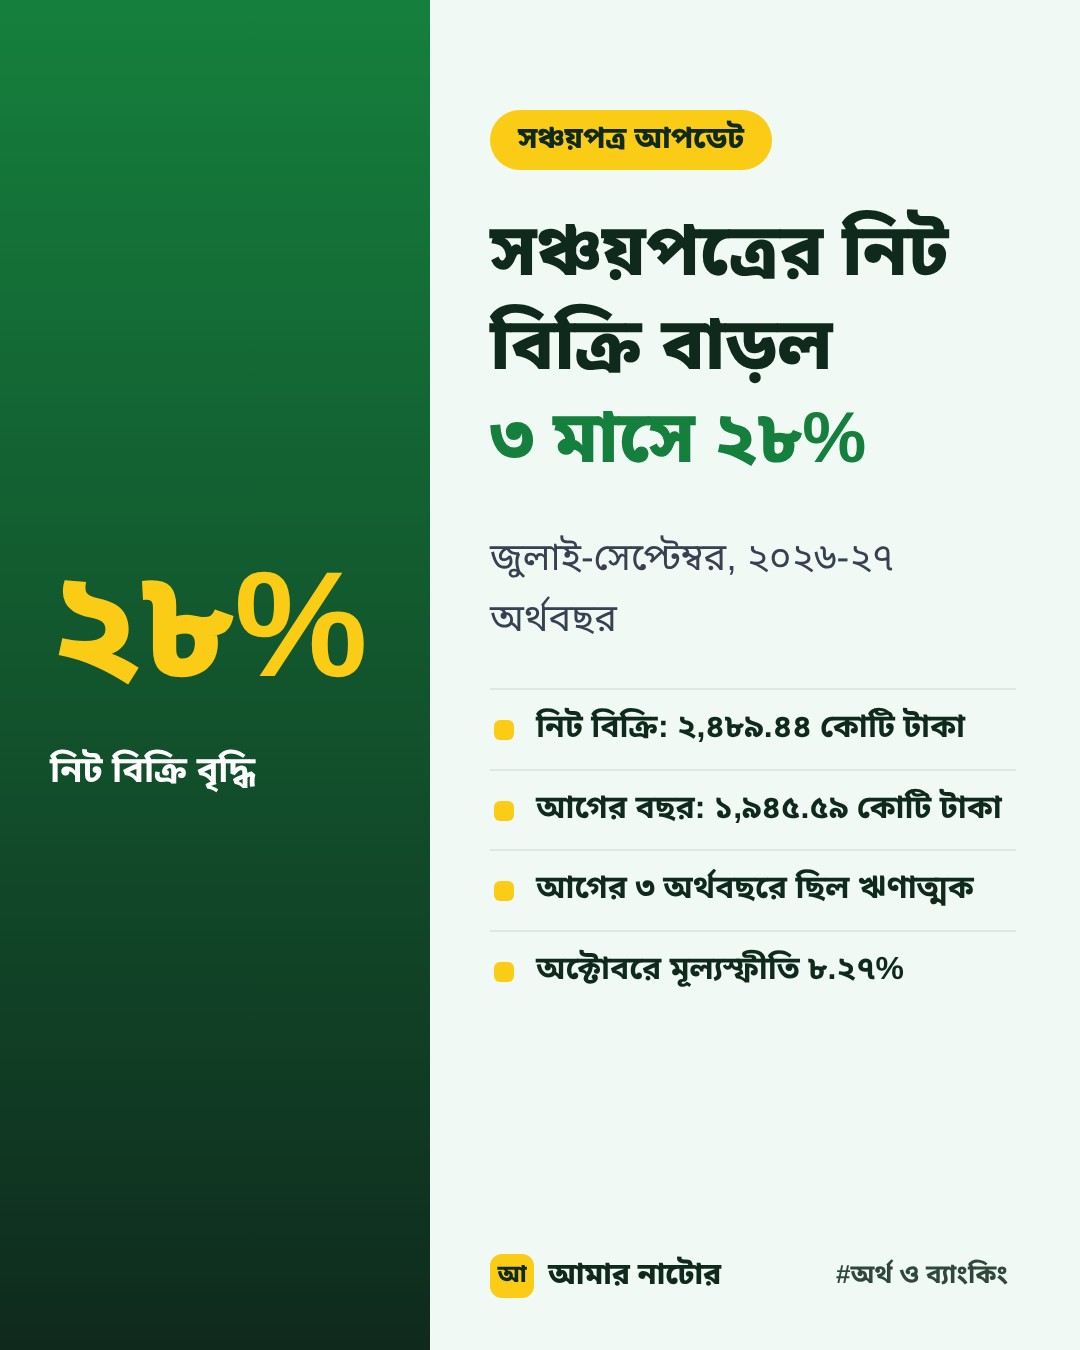 সঞ্চয়পত্র আপডেট
সঞ্চয়পত্রের নিট
বিক্রি বাড়ল
৩ মাসে ২৮%
২৮%
নিট বিক্রি বৃদ্ধি
জুলাই-সেপ্টেম্বর, ২০২৬-২৭
অর্থবছর
নিট বিক্রি: ২,৪৮৯.৪৪ কোটি টাকা
আগের বছর: ১,৯৪৫.৫৯ কোটি টাকা
আগের ৩ অর্থবছরে ছিল ঋণাত্মক
অক্টোবরে মূল্যস্ফীতি ৮.২৭%
আ আমার নাটোর
#অর্থ ও ব্যাংকিং